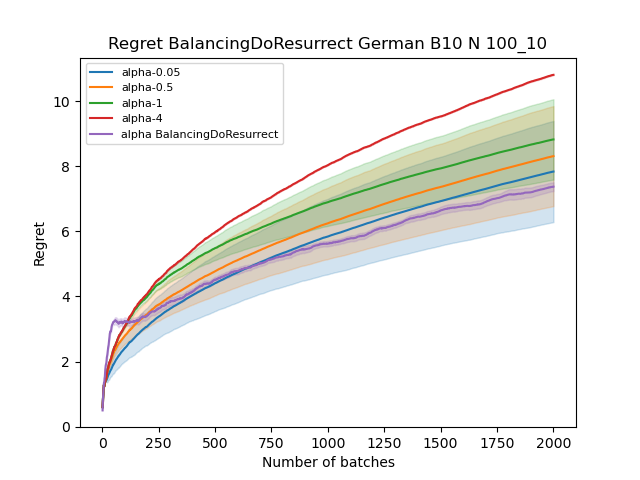 Regret BalancingDoResurrect German B10 N 100_10
alpha-0.05
alpha-0.5
alpha-1
alpha-4
alpha BalancingDoResurrect
Regret
10
8
6
4
2
0
0 250 500 750 1000 1250 1500 1750 2000
Number of batches